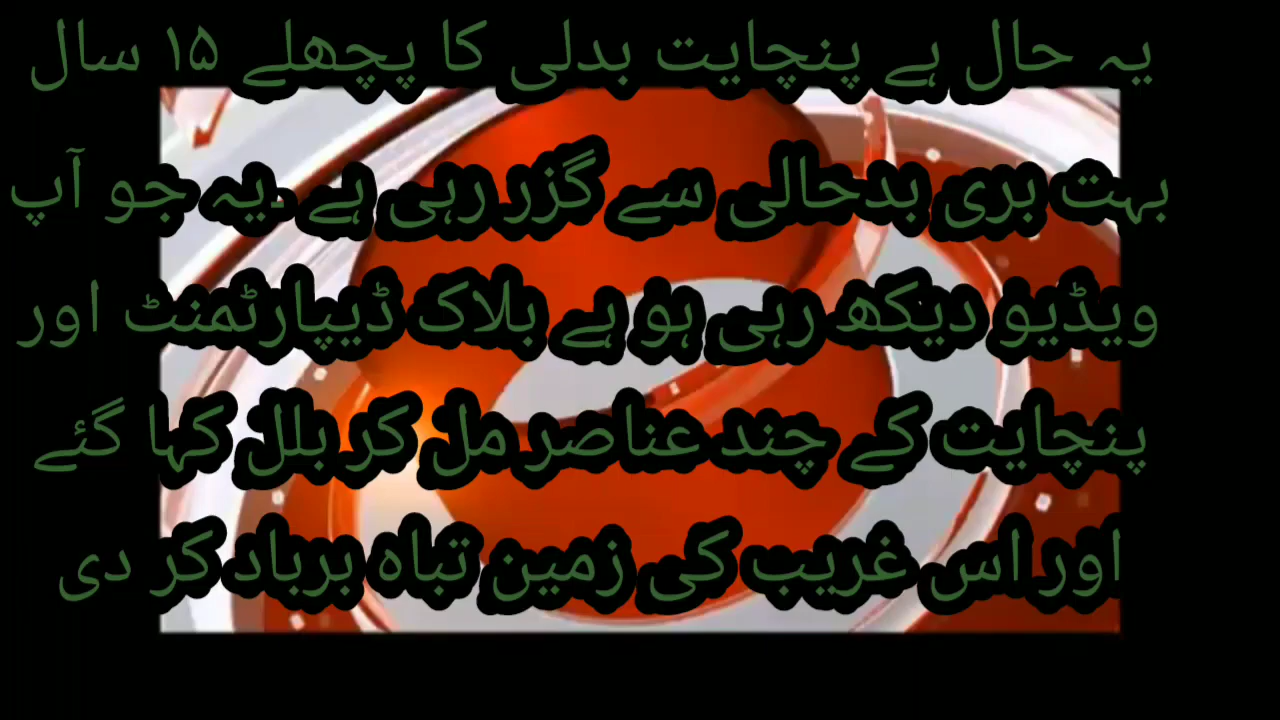 یہ حال ہے پنچایت بدلی کا پچھلے ۱۵ سال
بہت بری بدحالی سے گزر رہی ہے ۔یہ جو آپ
ویڈیو دیکھ رہی ہو ہے بلاک ڈیپارٹمنٹ اور
پنچایت کے چند عناصر مل کر بلل کہا گئے
اور اس غریب کی زمین تباہ برباد کر دی